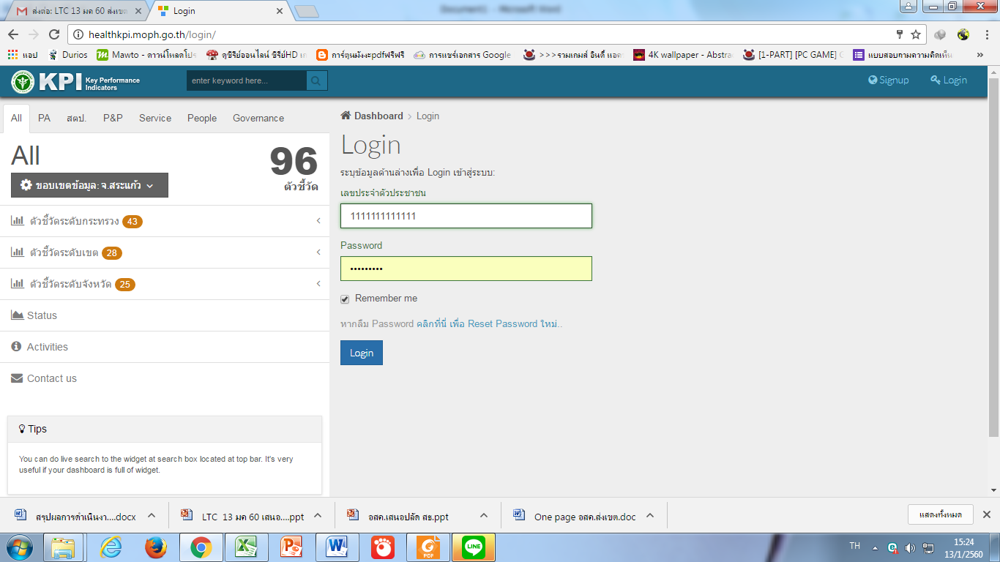 ส่งต่อ: LTC 13 มค 60 ส่งเขต
Login
Document1 - Microsoft Word
healthkpi.moph.go.th/login/
แอป
Durios
Mawto - ดาวน์โหลดโปร
ดูซีรีย์ออนไลน์ ซีรีย์HD
การ์ตูนมังงะpdfฟรีฟรี
การแชร์เอกสาร Google
>>>รวมเกมส์ อินดี้ แอด
4K wallpaper - Abstra
[1-PART] [PC GAME]
แบบสอบถามความคิดเห็น
»
KPI Key Performance
Indicators
enter keyword here...
Signup
Login
All
PA
สตป.
P&P
Service
People
Governance
Dashboard > Login
All
96
ตัวชี้วัด
ขอบเขตข้อมูล: จ.สระแก้ว
Login
ระบุข้อมูลด้านล่างเพื่อ Login เข้าสู่ระบบ:
เลขประจำตัวประชาชน
1111111111111
Password
•••••••••
Remember me
หากลืม Password คลิกที่นี่ เพื่อ Reset Password ใหม่..
Login
ตัวชี้วัดระดับกระทรวง 43
ตัวชี้วัดระดับเขต 28
ตัวชี้วัดระดับจังหวัด 25
Status
Activities
Contact us
Tips
You can do live search to the widget at search box located at top bar. It's very
useful if your dashboard is full of widget.
สรุปผลการดำเนินงา....docx
LTC 13 มค 60 เสนอ....ppt
อสค.เสนอปลัด สธ.ppt
One page อสค.ส่งเขต.doc
แสดงทั้งหมด
PDF
LINE
TH
15:24
13/1/2560